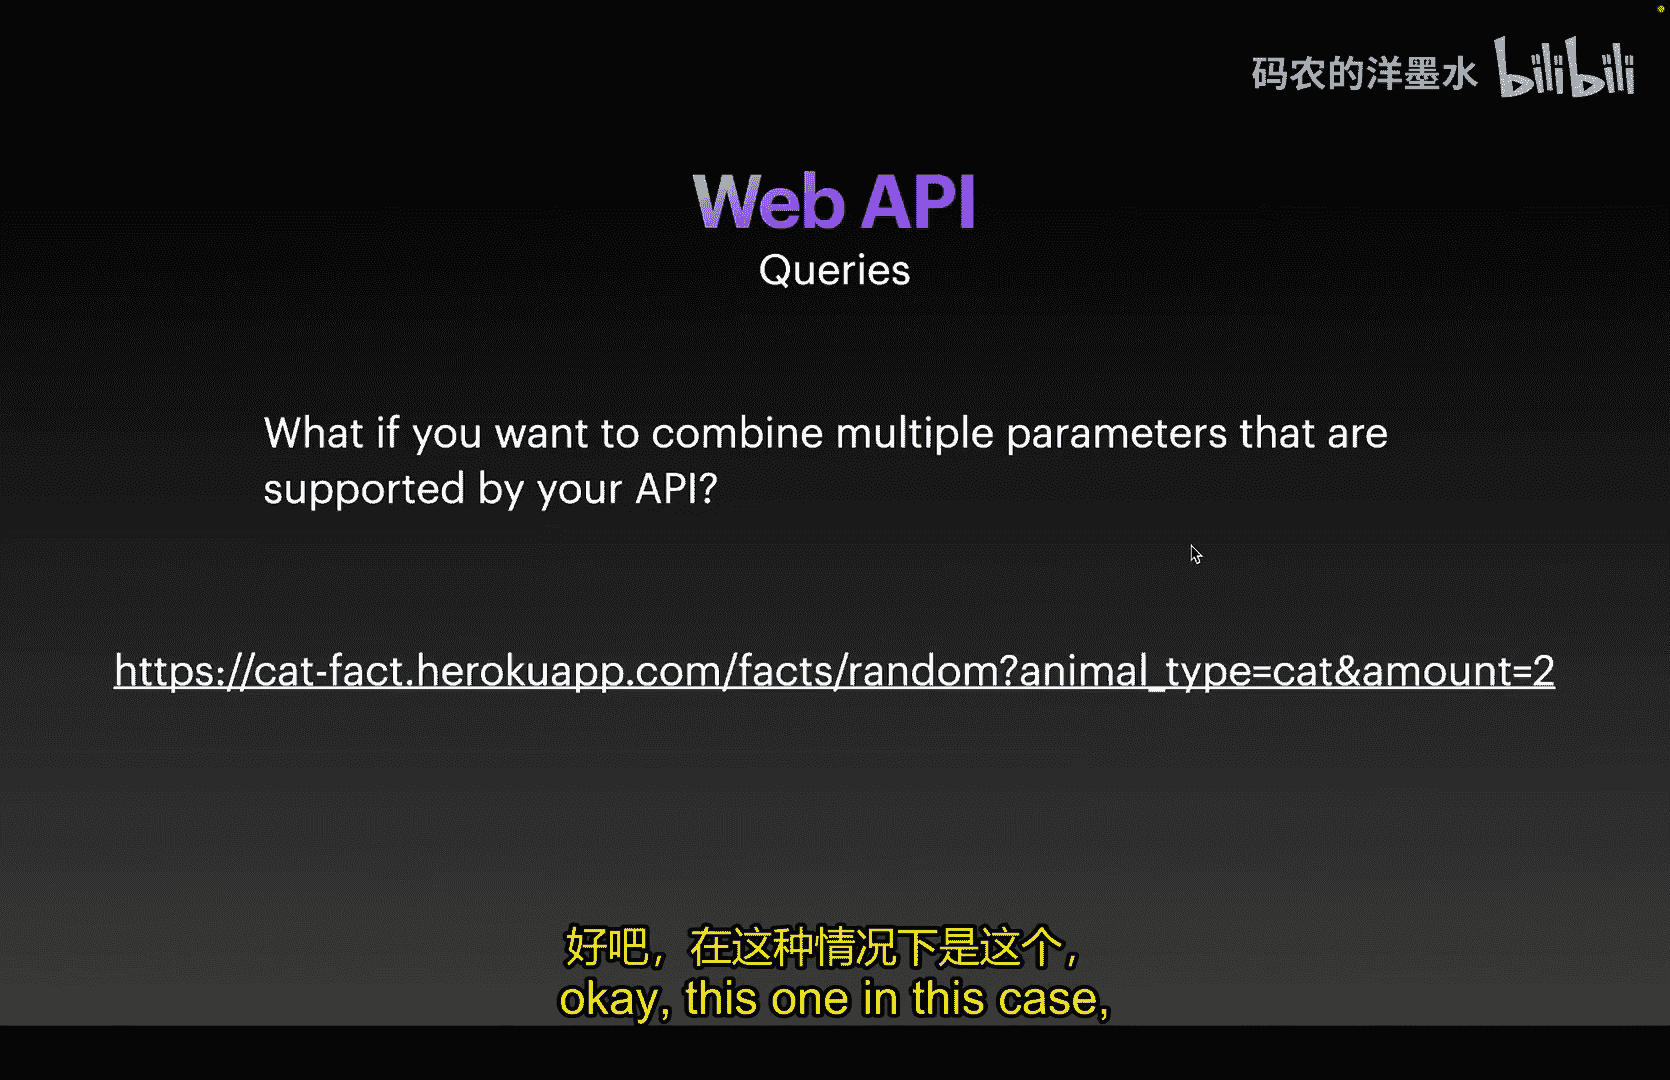 码农的洋墨水 bilibili
Web API
Queries
What if you want to combine multiple parameters that are
supported by your API?
https://cat-fact.herokuapp.com/facts/random?animal_type=cat&amount=2
好吧，在这种情况下是这个，
okay, this one in this case,